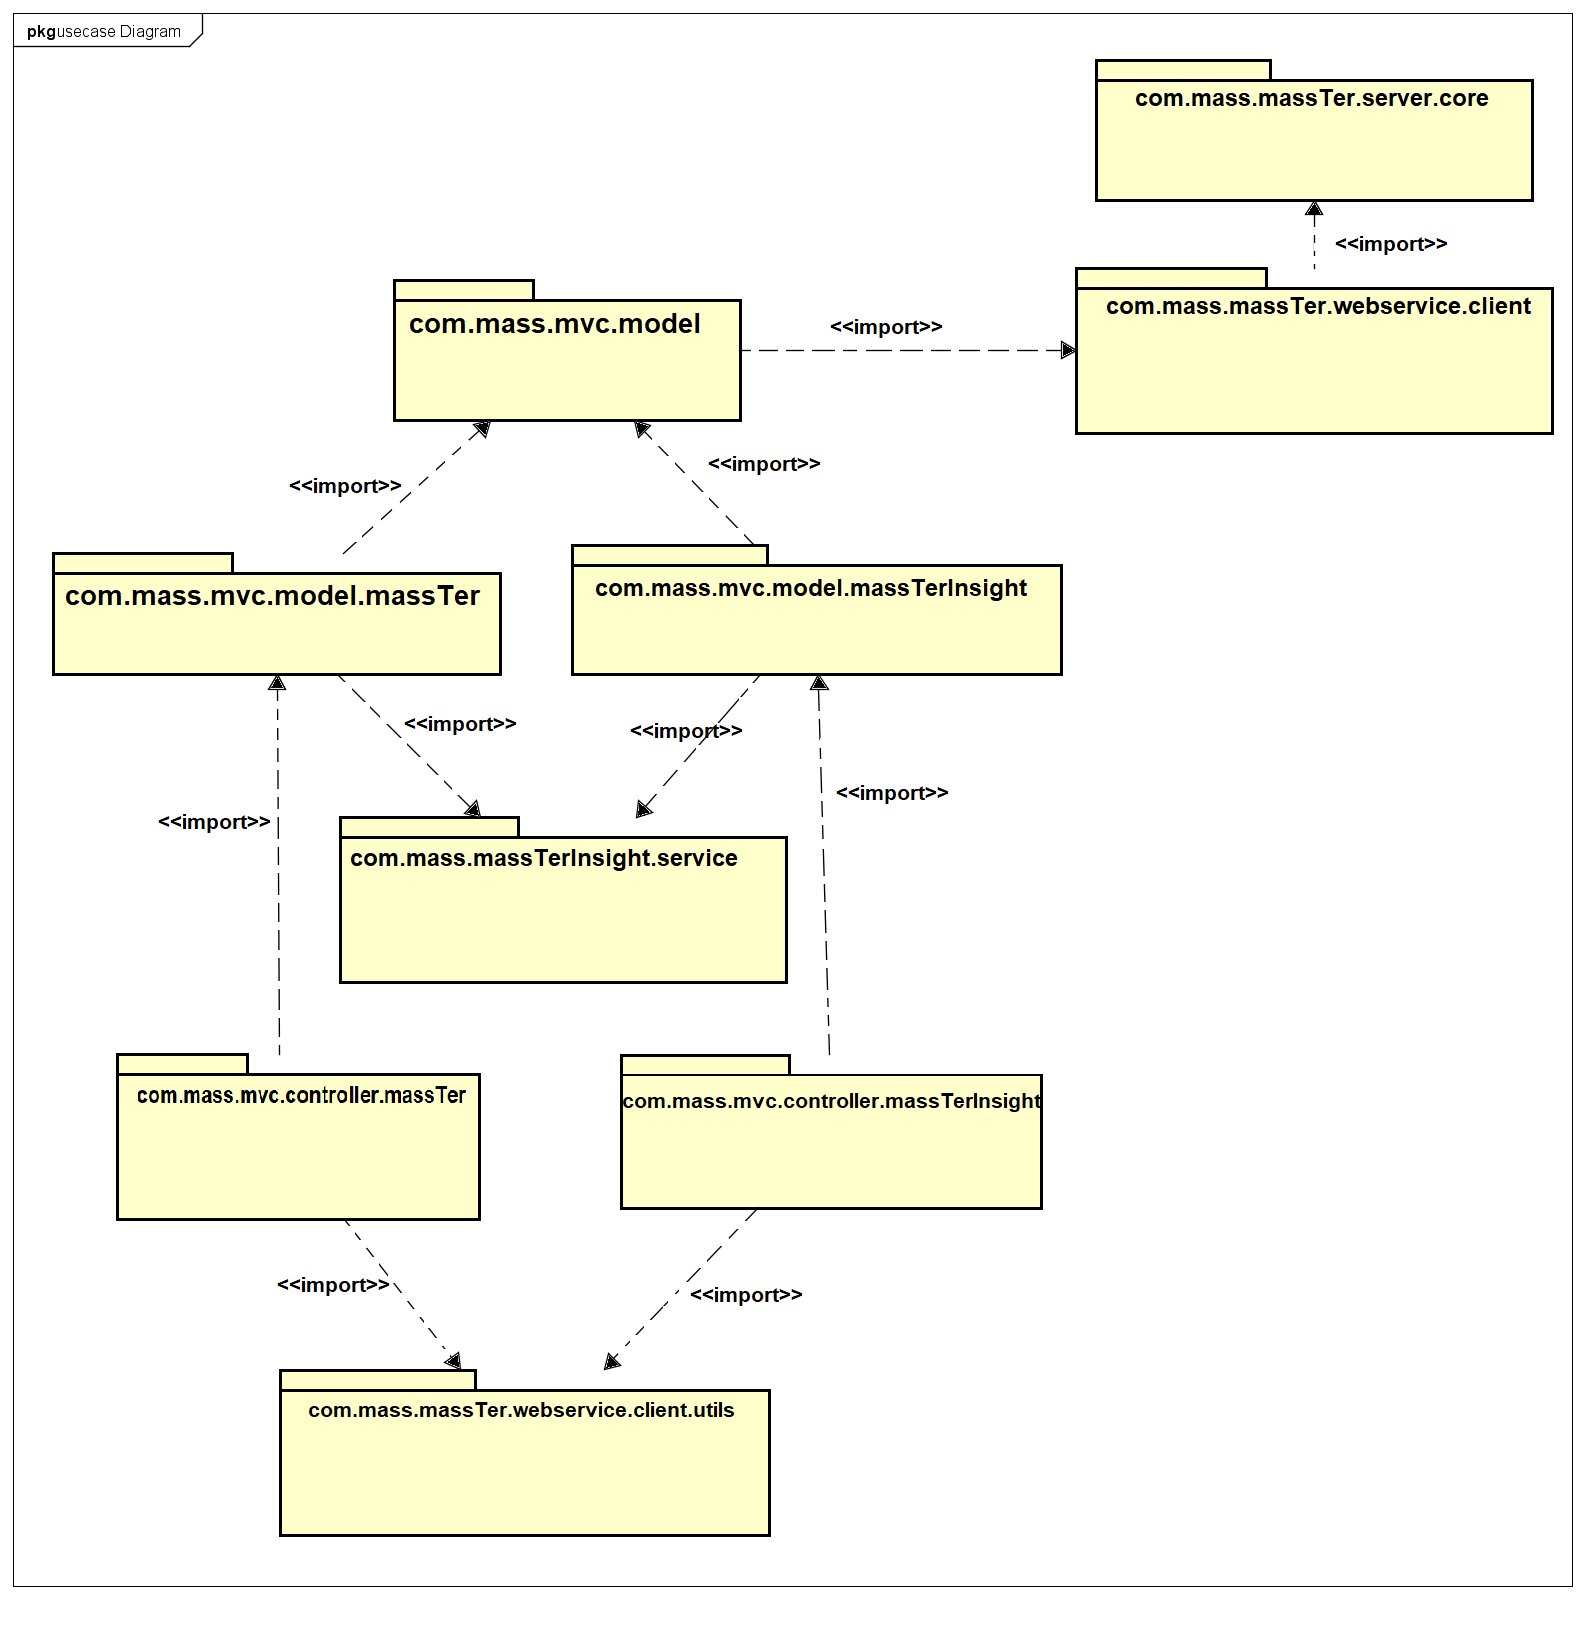 pkgusecase Diagram
com.mass.massTer.server.core
<<import>>
com.mass.massTer.webservice.client
com.mass.mvc.model
<<import>>
<<import>>
<<import>>
com.mass.mvc.model.massTer
com.mass.mvc.model.massTerInsight
<<import>>
<<import>>
<<import>>
<<import>>
com.mass.massTerInsight.service
com.mass.mvc.controller.massTer
com.mass.mvc.controller.massTerInsight
<<import>>
<<import>>
com.mass.massTer.webservice.client.utils